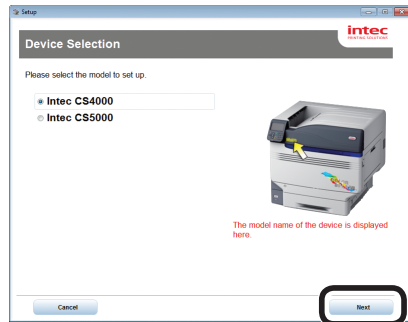 Setup
intec
PRINTING SOLUTIONS
Device Selection
Please select the model to set up.
Intec CS4000
Intec CS5000
The model name of the device is displayed
here.
Cancel
Next